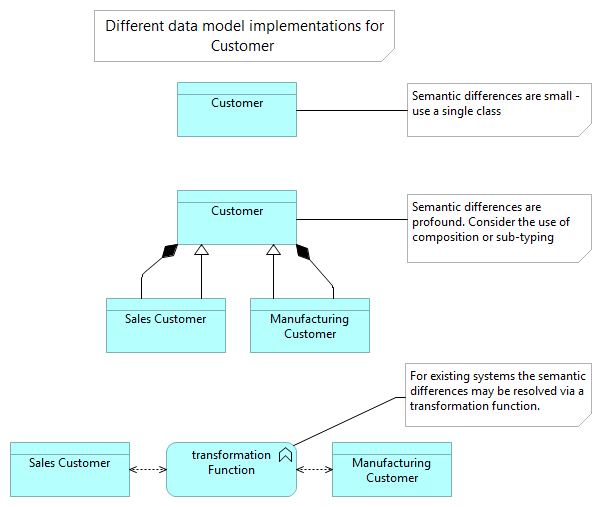 Different data model implementations for
Customer
Customer
Semantic differences are small -
use a single class
Customer
Semantic differences are
profound. Consider the use of
composition or sub-typing
Sales Customer
Manufacturing
Customer
For existing systems the semantic
differences may be resolved via a
transformation function.
Sales Customer
transformation
Function
Manufacturing
Customer